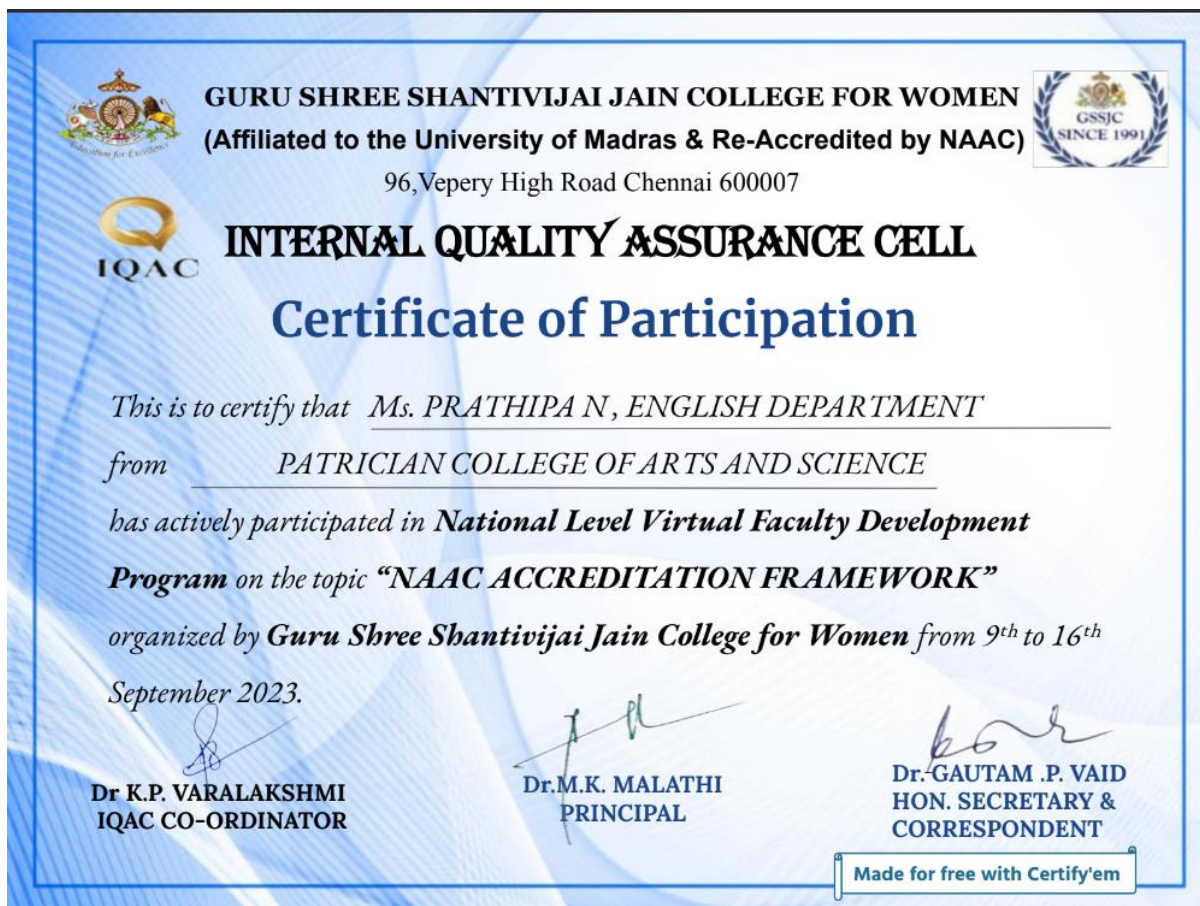 GURU SHREE SHANTIVIJAI JAIN COLLEGE FOR WOMEN
(Affiliated to the University of Madras & Re-Accredited by NAAC)
96,Vepery High Road Chennai 600007
Education for Excellence
GSSJC
SINCE 1991
IQAC
INTERNAL QUALITY ASSURANCE CELL
Certificate of Participation
This is to certify that Ms. PRATHIPA N , ENGLISH DEPARTMENT
from PATRICIAN COLLEGE OF ARTS AND SCIENCE
has actively participated in National Level Virtual Faculty Development
Program on the topic “NAAC ACCREDITATION FRAMEWORK”
organized by Guru Shree Shantivijai Jain College for Women from 9th to 16th
September 2023.
Dr K.P. VARALAKSHMI
IQAC CO-ORDINATOR
Dr.M.K. MALATHI
PRINCIPAL
Dr.GAUTAM .P. VAID
HON. SECRETARY &
CORRESPONDENT
Made for free with Certify'em